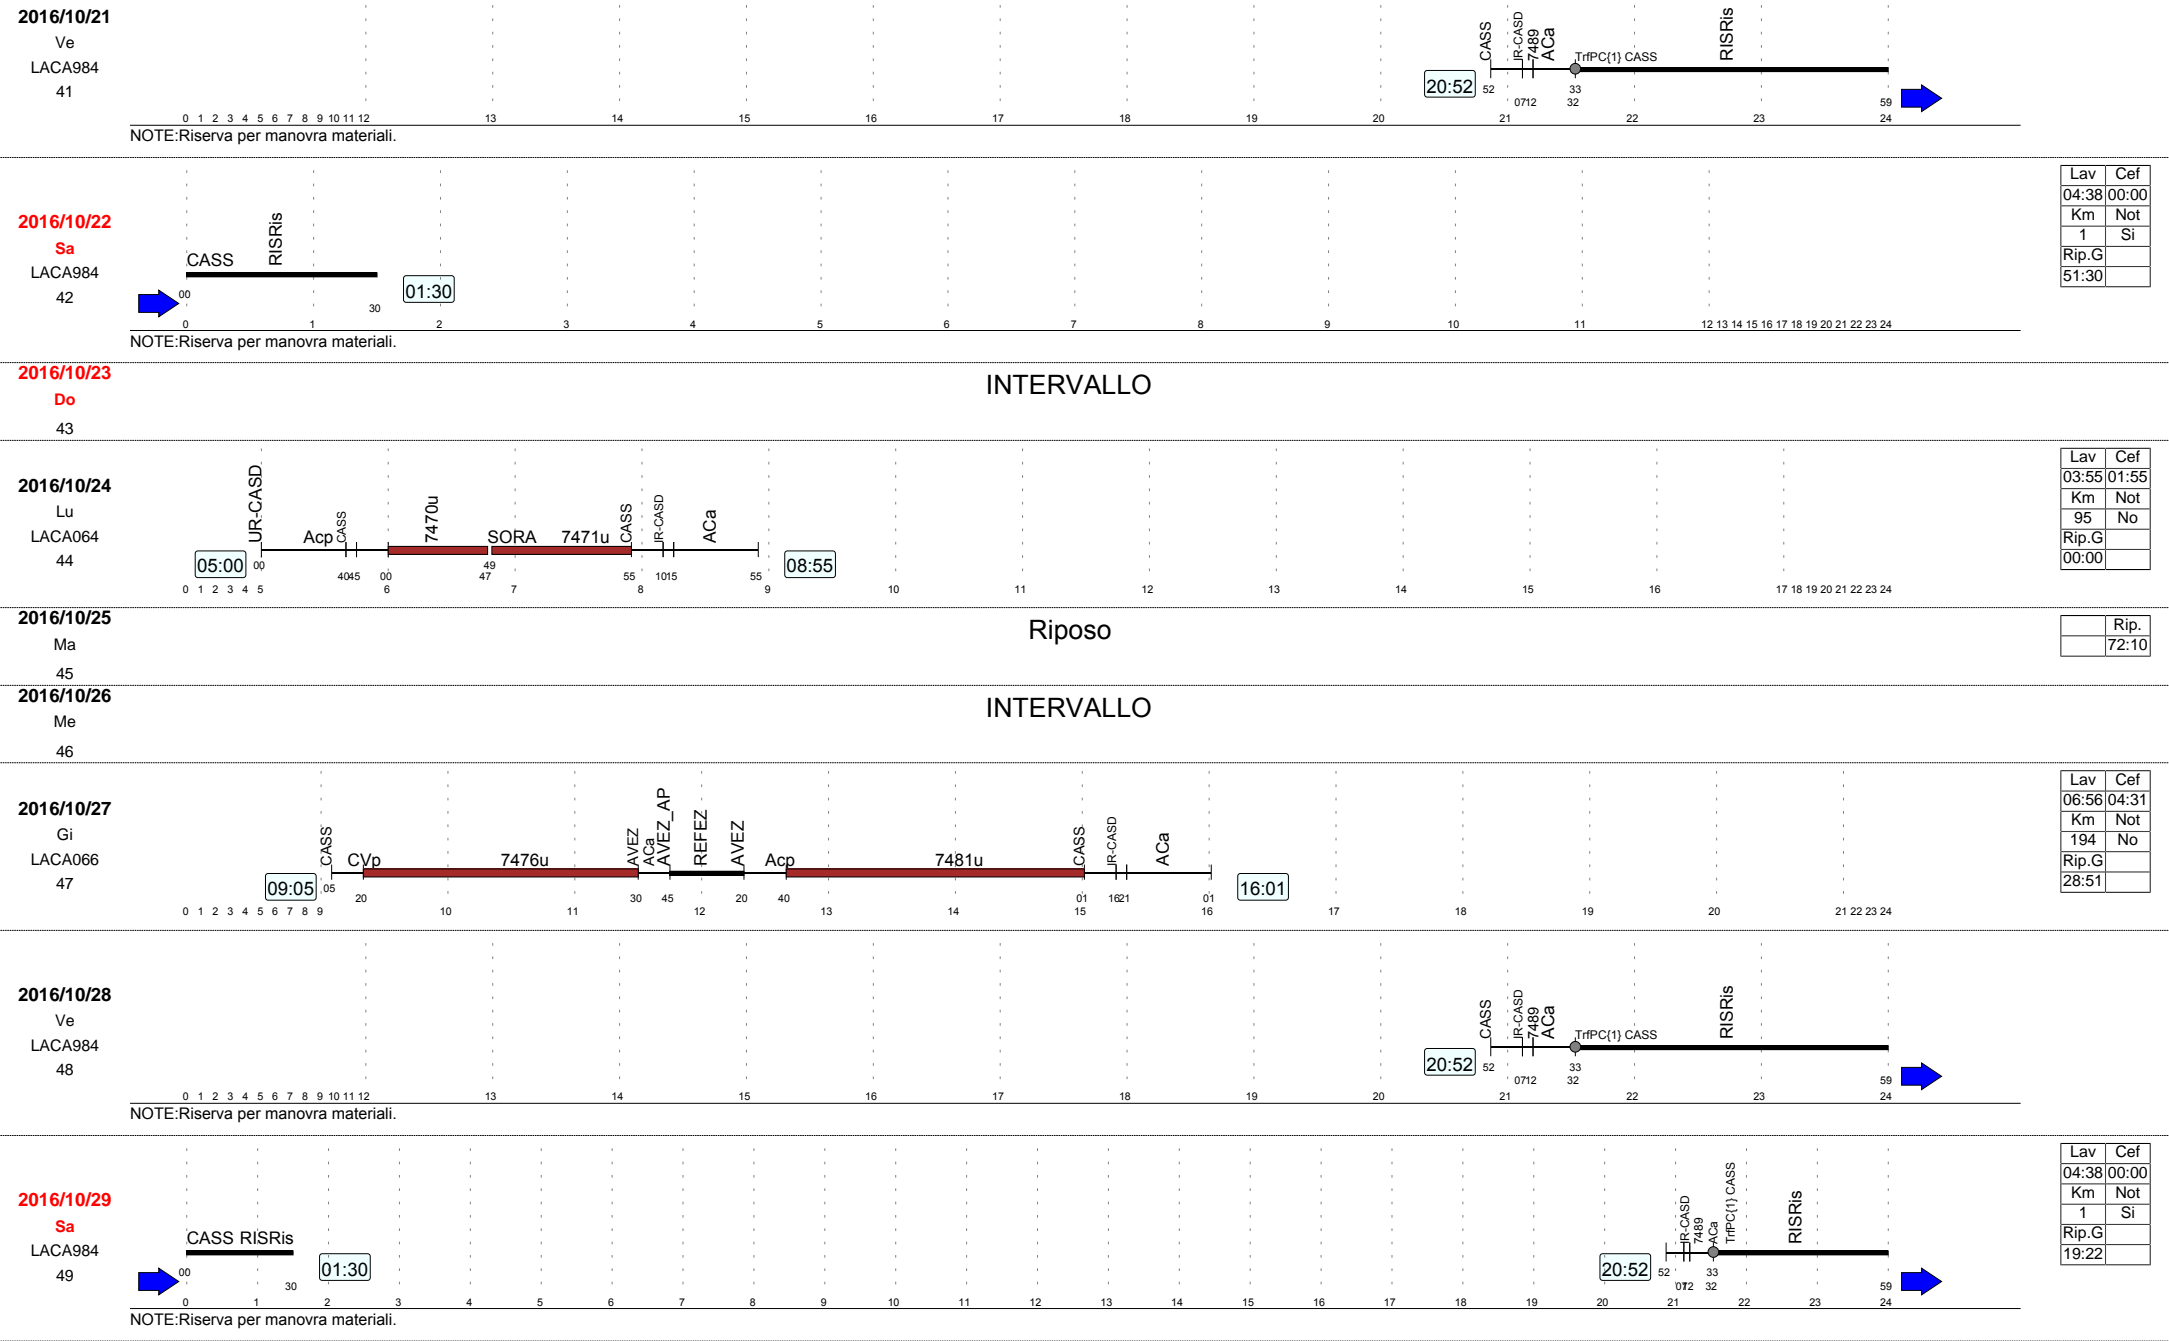 2016/10/21
Ve
LACA984
41
CASS
IR-CASD
7489
ACa
TrfPC{1} CASS
RISRis
20:52
52
0712
33
32
59
0 1 2 3 4 5 6 7 8 9 10 11 12 13 14 15 16 17 18 19 20 21 22 23 24
NOTE:Riserva per manovra materiali.
2016/10/22
Sa
LACA984
42
CASS
RISRis
00
30
01:30
0 1 2 3 4 5 6 7 8 9 10 11 12 13 14 15 16 17 18 19 20 21 22 23 24
NOTE:Riserva per manovra materiali.
Lav Cef
04:38 00:00
Km Not
1 Si
Rip.G
51:30
2016/10/23
Do
43
INTERVALLO
2016/10/24
Lu
LACA064
44
UR-CASD
Acp
CASS
7470u
SORA
7471u
CASS
IR-CASD
ACa
05:00
00
4045
00
49
47
55
1015
55
08:55
0 1 2 3 4 5 6 7 8 9 10 11 12 13 14 15 16 17 18 19 20 21 22 23 24
Lav Cef
03:55 01:55
Km Not
95 No
Rip.G
00:00
2016/10/25
Ma
45
Riposo
Rip.
72:10
2016/10/26
Me
46
INTERVALLO
2016/10/27
Gi
LACA066
47
CASS
CVp
7476u
AVEZ
ACa
AVEZ_AP
REFEZ
AVEZ
Acp
7481u
CASS
IR-CASD
ACa
09:05
05
20
30
45
20
40
01
1621
01
16:01
0 1 2 3 4 5 6 7 8 9 10 11 12 13 14 15 16 17 18 19 20 21 22 23 24
Lav Cef
06:56 04:31
Km Not
194 No
Rip.G
28:51
2016/10/28
Ve
LACA984
48
CASS
IR-CASD
7489
ACa
TrfPC{1} CASS
RISRis
20:52
52
0712
33
32
59
0 1 2 3 4 5 6 7 8 9 10 11 12 13 14 15 16 17 18 19 20 21 22 23 24
NOTE:Riserva per manovra materiali.
2016/10/29
Sa
LACA984
49
CASS RISRis
00
30
01:30
IR-CASD
7489
ACa
TrfPC{1} CASS
RISRis
20:52
52
0712
33
32
59
0 1 2 3 4 5 6 7 8 9 10 11 12 13 14 15 16 17 18 19 20 21 22 23 24
NOTE:Riserva per manovra materiali.
Lav Cef
04:38 00:00
Km Not
1 Si
Rip.G
19:22